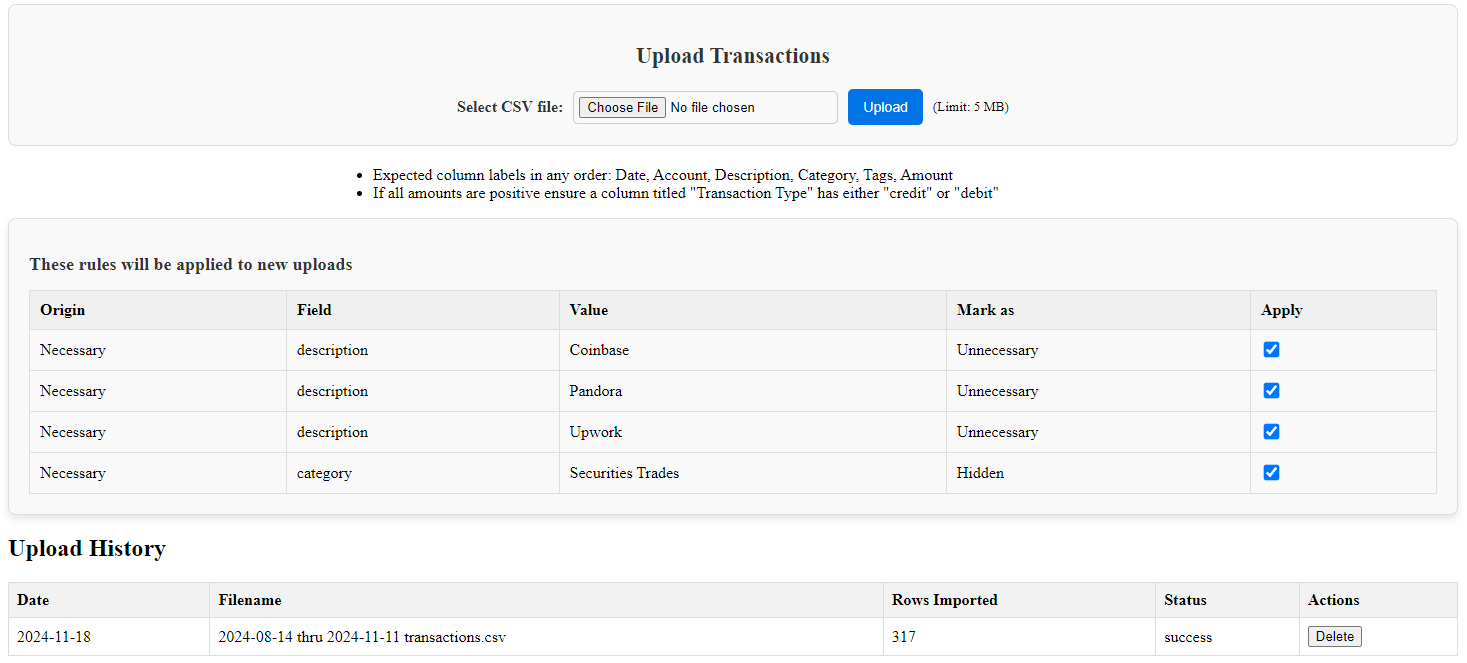 Upload Transactions
Select CSV file: Choose File No file chosen Upload (Limit: 5 MB)
• Expected column labels in any order: Date, Account, Description, Category, Tags, Amount
• If all amounts are positive ensure a column titled "Transaction Type" has either "credit" or "debit"
These rules will be applied to new uploads
Origin Field Value Mark as Apply
Necessary description Coinbase Unnecessary
Necessary description Pandora Unnecessary
Necessary description Upwork Unnecessary
Necessary category Securities Trades Hidden
Upload History
Date Filename Rows Imported Status Actions
2024-11-18 2024-08-14 thru 2024-11-11 transactions.csv 317 success Delete